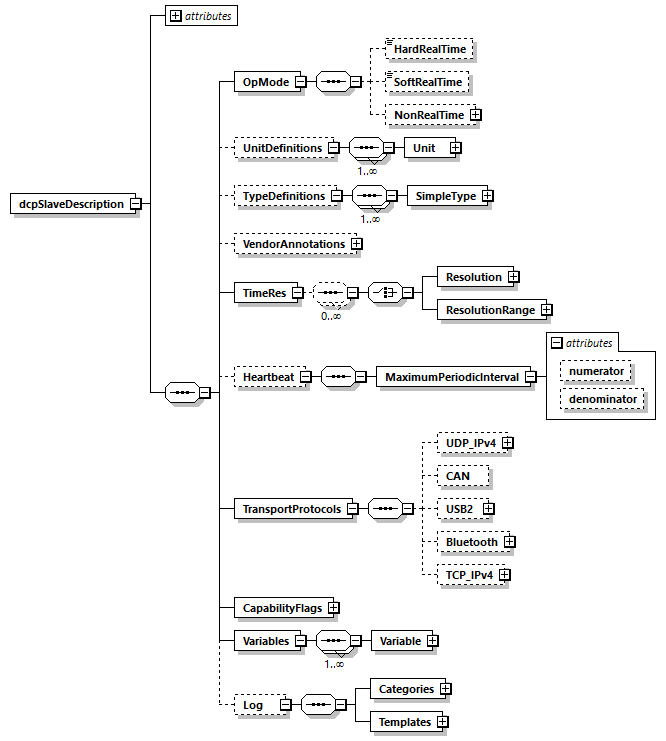 attributes
OpMode
HardRealTime
SoftRealTime
NonRealTime
UnitDefinitions
1..∞
Unit
dcpSlaveDescription
TypeDefinitions
1..∞
SimpleType
VendorAnnotations
TimeRes
0..∞
Resolution
ResolutionRange
Heartbeat
MaximumPeriodicInterval
attributes
numerator
denominator
TransportProtocols
UDP_IPv4
CAN
USB2
Bluetooth
TCP_IPv4
CapabilityFlags
Variables
1..∞
Variable
Log
Categories
Templates